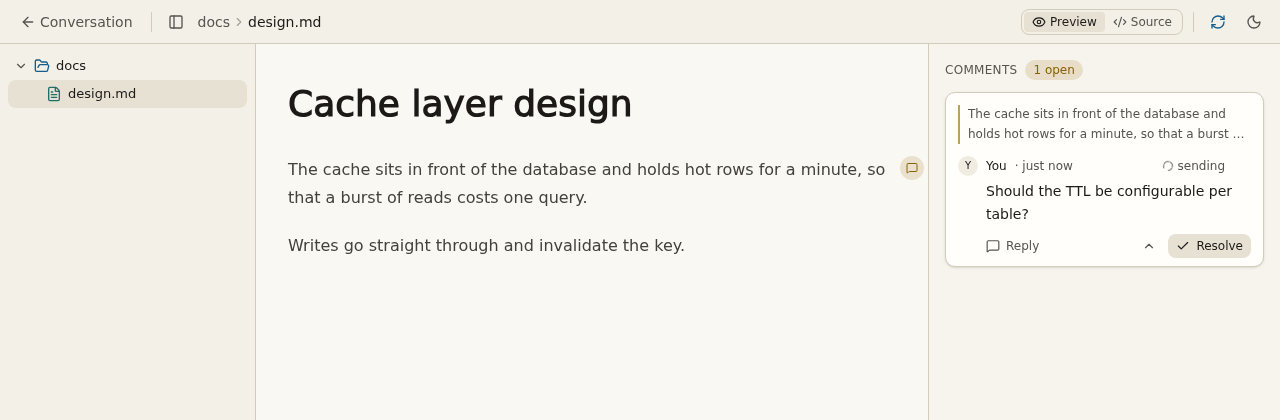 Conversation
docs
design.md
Preview
Source
docs
design.md
Cache layer design
The cache sits in front of the database and holds hot rows for a minute, so
that a burst of reads costs one query.
Writes go straight through and invalidate the key.
COMMENTS
1 open
The cache sits in front of the database and
holds hot rows for a minute, so that a burst …
Y
You · just now
sending
Should the TTL be configurable per
table?
Reply
Resolve